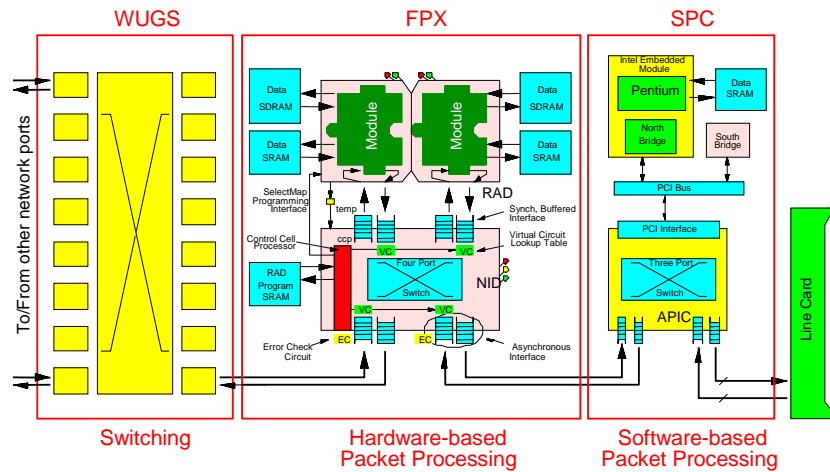 WUGS
FPX
SPC
To/From other network ports
Data
SDRAM
Data
SRAM
Module
Module
Data
SDRAM
Data
SRAM
RAD
SelectMap
Programming
Interface
temp
Synch, Buffered
Interface
ccp
Control Cell
Processor
VC
VC
Virtual Circuit
Lookup Table
RAD
Program
SRAM
Four Port
Switch
NID
VC
VC
Error Check
Circuit
EC
EC
Asynchronous
Interface
Intel Embedded
Module
Pentium
Data
SRAM
North
Bridge
South
Bridge
PCI Bus
PCI Interface
Three Port
Switch
APIC
Line Card
Switching
Hardware-based
Packet Processing
Software-based
Packet Processing